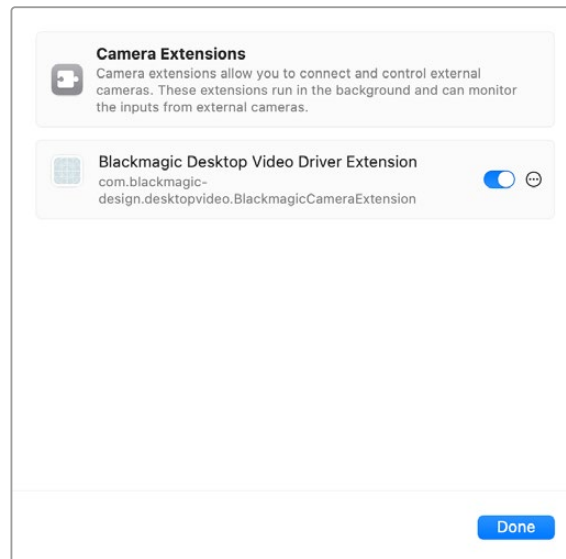 Camera Extensions
Camera extensions allow you to connect and control external
cameras. These extensions run in the background and can monitor
the inputs from external cameras.
Blackmagic Desktop Video Driver Extension
com.blackmagic-
design.desktopvideo.BlackmagicCameraExtension
Done